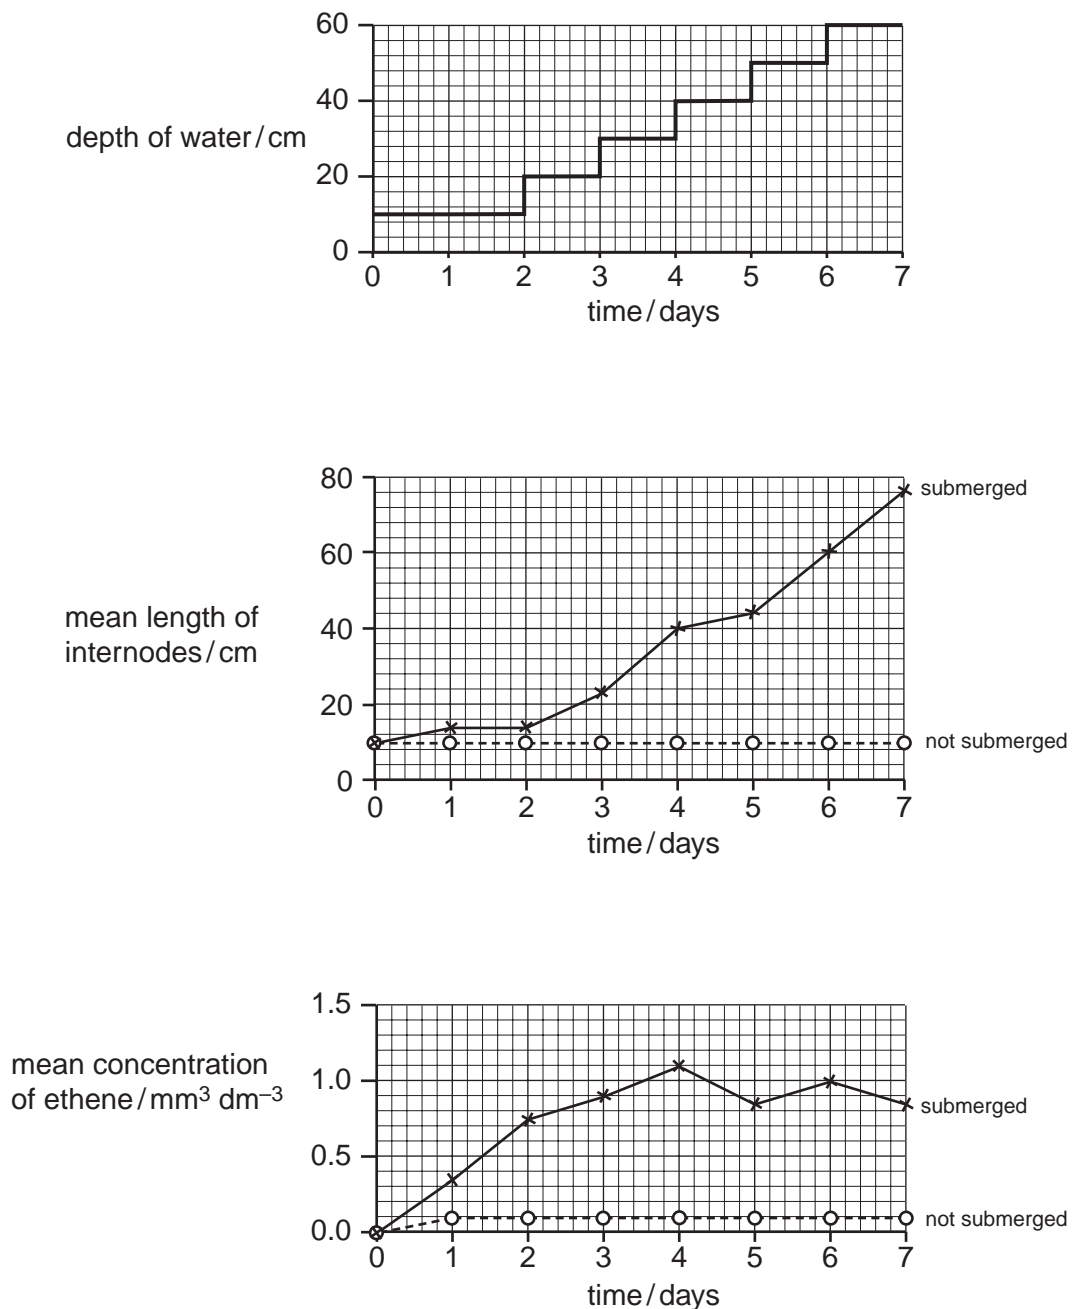 60
40
depth of water / cm
20
0
0 1 2 3 4 5 6 7
time / days
80
submerged
60
mean length of
internodes / cm
40
20
not submerged
0
0 1 2 3 4 5 6 7
time / days
1.5
mean concentration
of ethene / mm³ dm⁻³
1.0
submerged
0.5
not submerged
0.0
0 1 2 3 4 5 6 7
time / days